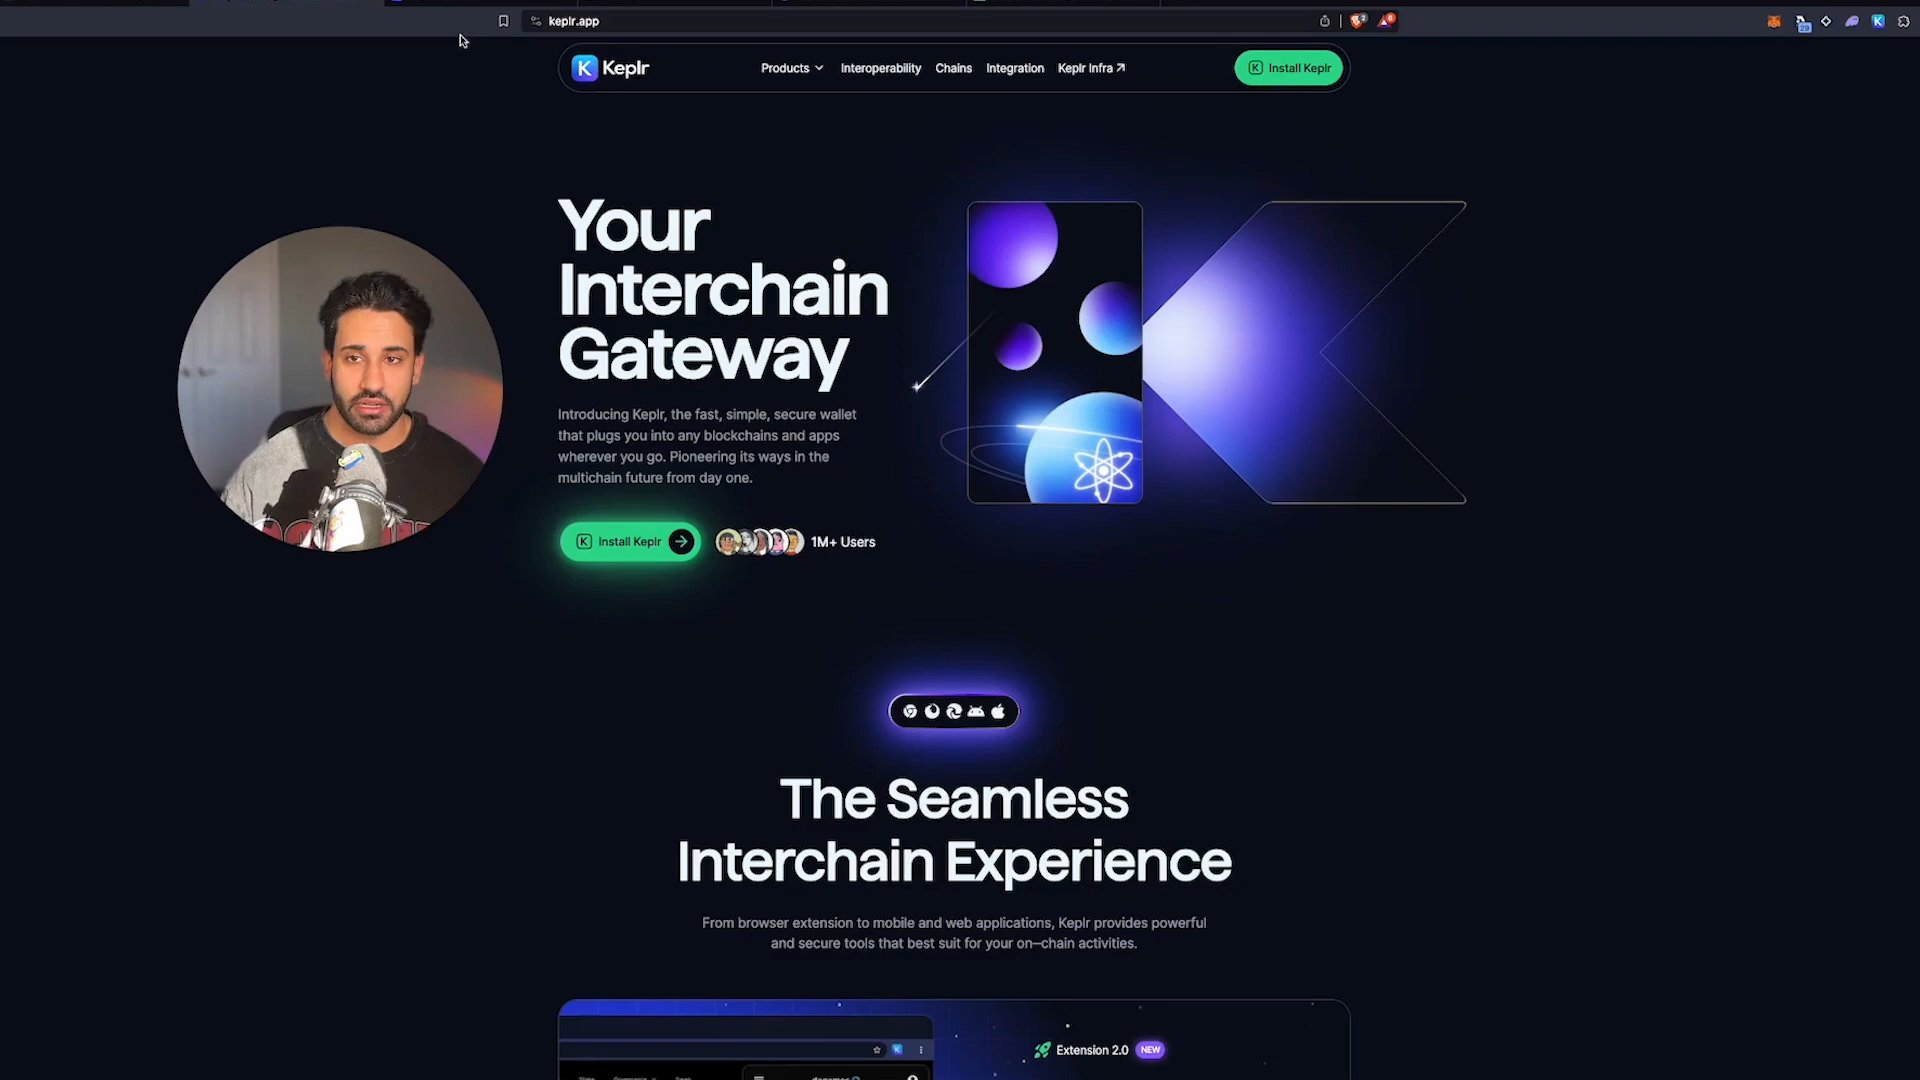 keplr.app
2
6
29
K
K Keplr
Products
Interoperability
Chains
Integration
Keplr Infra
K Install Keplr
Your
Interchain
Gateway
Introducing Keplr, the fast, simple, secure wallet
that plugs you into any blockchains and apps
wherever you go. Pioneering its ways in the
multichain future from day one.
K Install Keplr
1M+ Users
The Seamless
Interchain Experience
From browser extension to mobile and web applications, Keplr provides powerful
and secure tools that best suit for your on—chain activities.
Extension 2.0 NEW